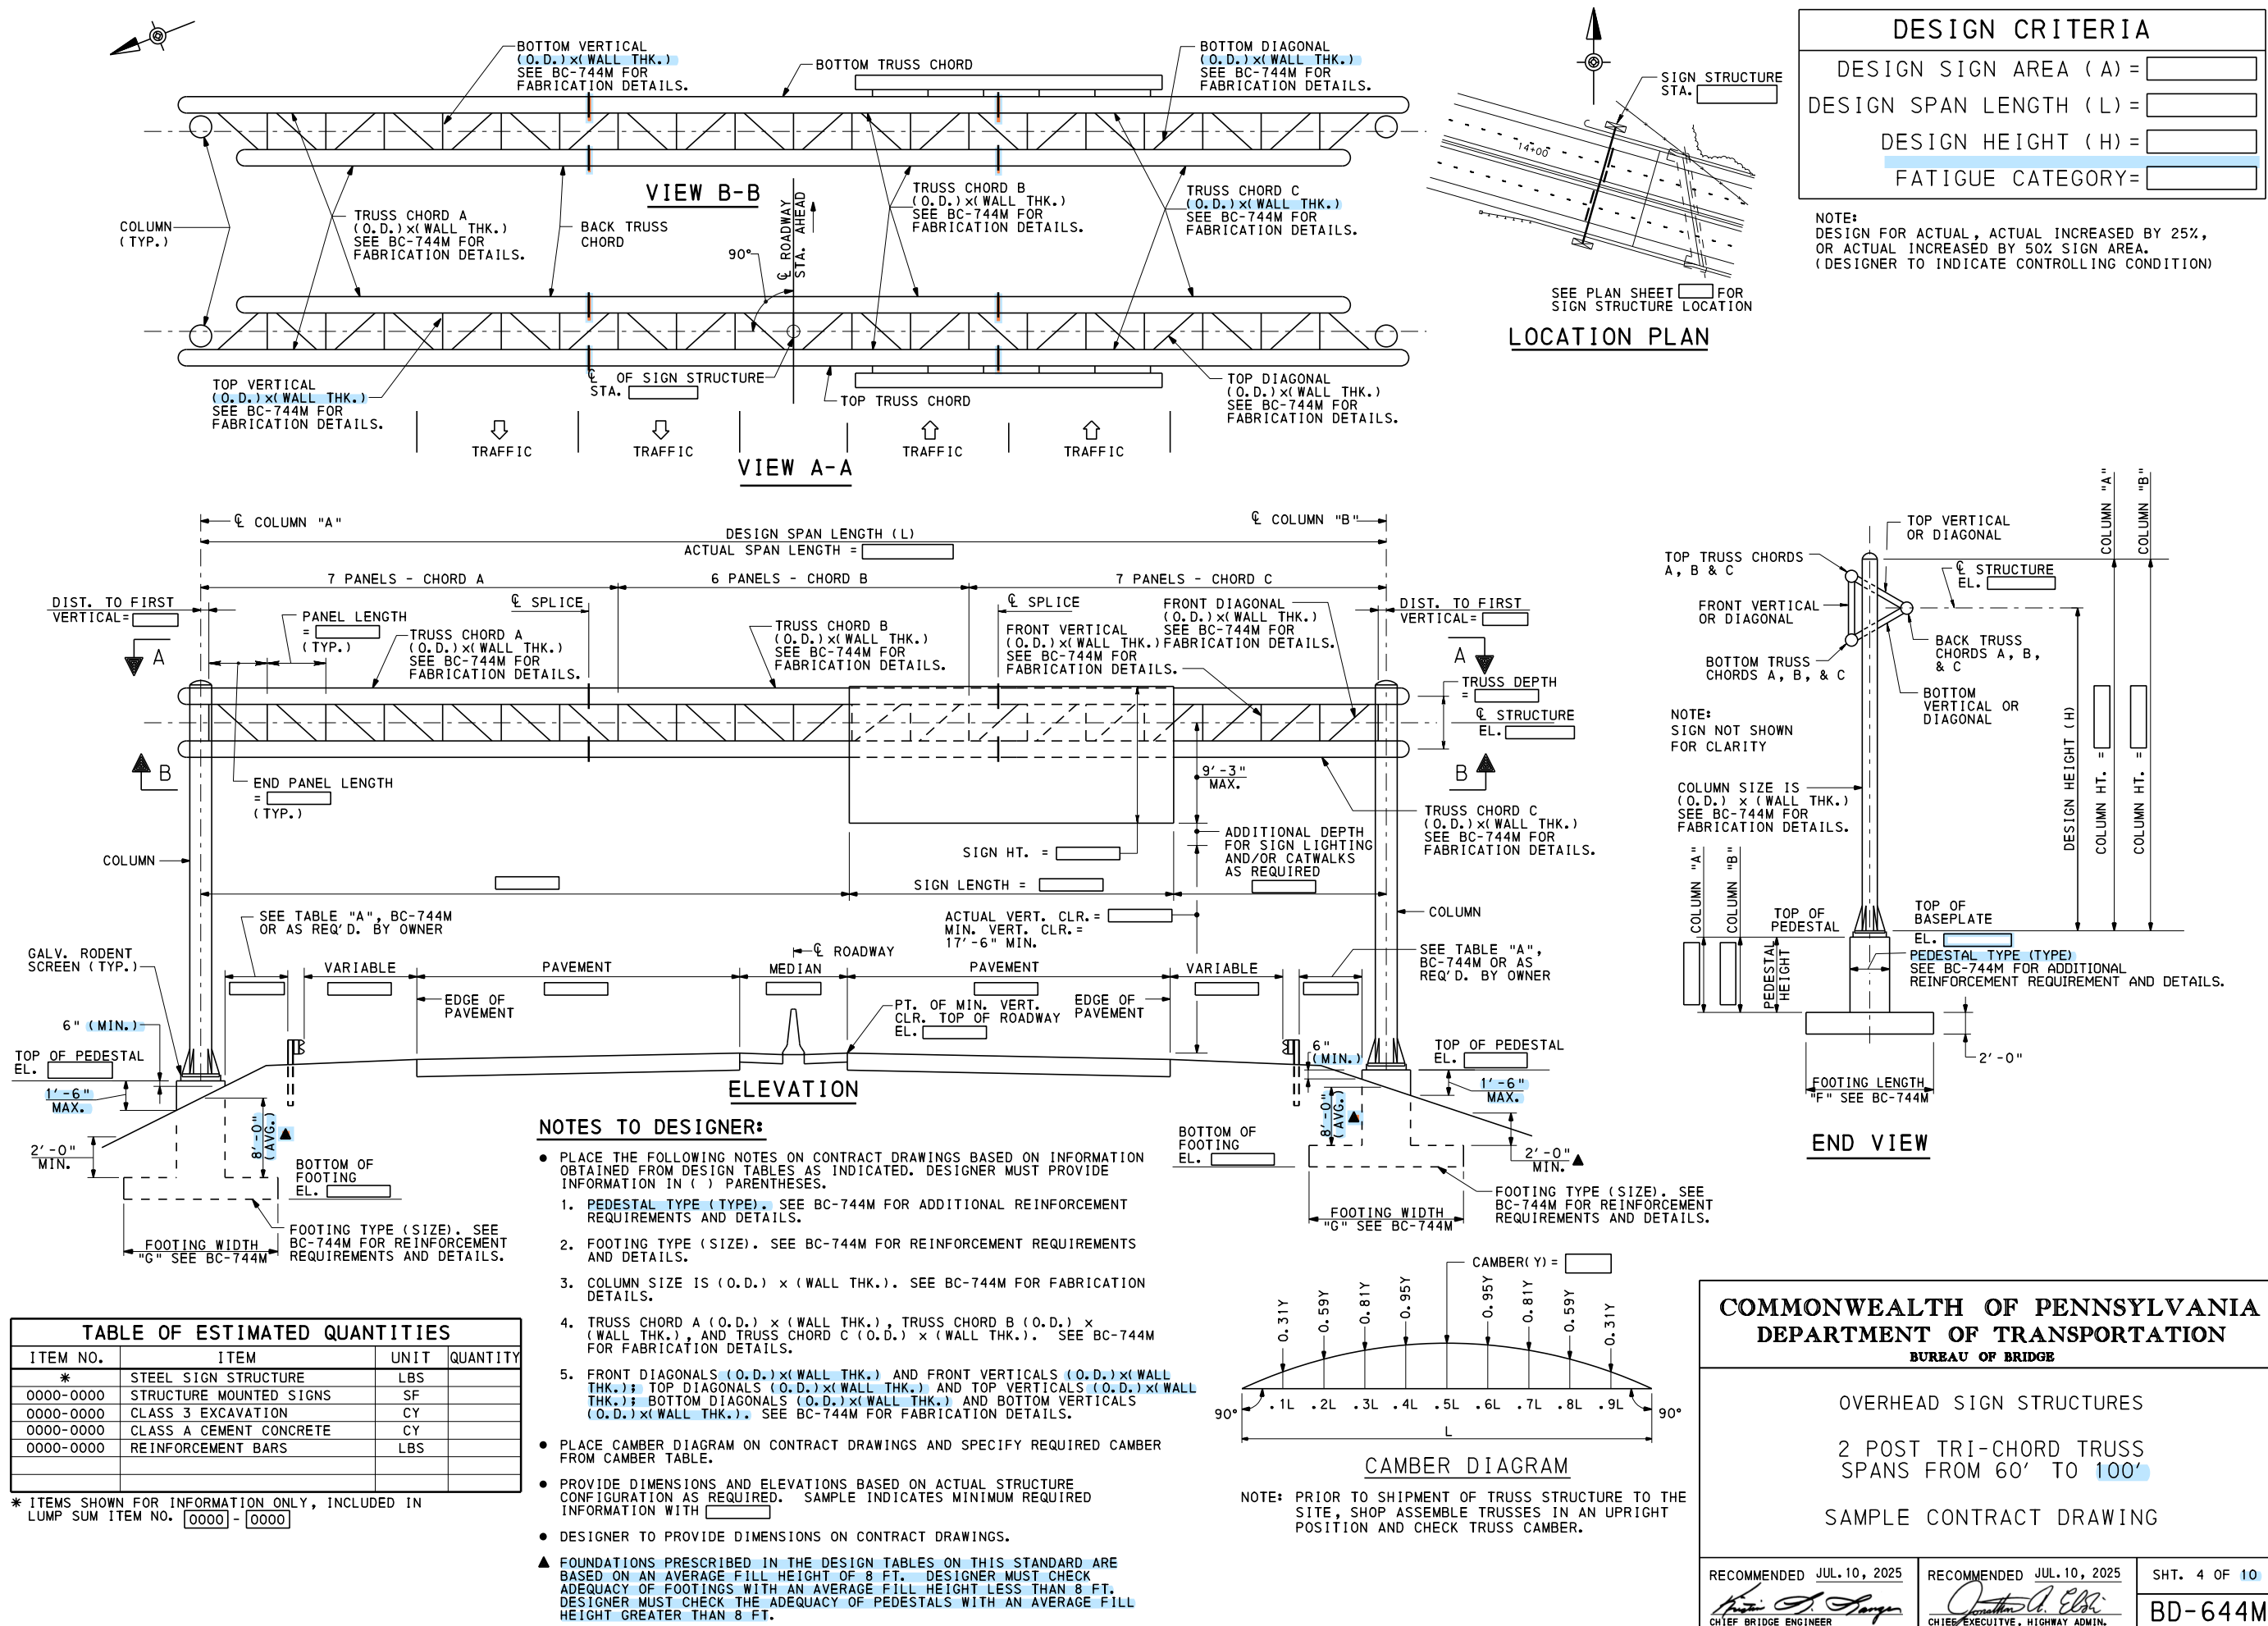 BOTTOM VERTICAL
(O.D.)x(WALL THK.)
SEE BC-744M FOR
FABRICATION DETAILS.
BOTTOM TRUSS CHORD
BOTTOM DIAGONAL
(O.D.)x(WALL THK.)
SEE BC-744M FOR
FABRICATION DETAILS.
VIEW B-B
COLUMN
(TYP.)
TRUSS CHORD A
(O.D.)x(WALL THK.)
SEE BC-744M FOR
FABRICATION DETAILS.
BACK TRUSS
CHORD
90°
℄ ROADWAY
STA. AHEAD
TRUSS CHORD B
(O.D.)x(WALL THK.)
SEE BC-744M FOR
FABRICATION DETAILS.
TRUSS CHORD C
(O.D.)x(WALL THK.)
SEE BC-744M FOR
FABRICATION DETAILS.
TOP VERTICAL
(O.D.)x(WALL THK.)
SEE BC-744M FOR
FABRICATION DETAILS.
℄ OF SIGN STRUCTURE
STA.
TOP TRUSS CHORD
TOP DIAGONAL
(O.D.)x(WALL THK.)
SEE BC-744M FOR
FABRICATION DETAILS.
TRAFFIC
TRAFFIC
TRAFFIC
TRAFFIC
VIEW A-A
SIGN STRUCTURE
STA.
14+00
SEE PLAN SHEET FOR
SIGN STRUCTURE LOCATION
LOCATION PLAN
DESIGN CRITERIA
DESIGN SIGN AREA (A)=
DESIGN SPAN LENGTH (L)=
DESIGN HEIGHT (H)=
FATIGUE CATEGORY=
NOTE:
DESIGN FOR ACTUAL, ACTUAL INCREASED BY 25%,
OR ACTUAL INCREASED BY 50% SIGN AREA.
(DESIGNER TO INDICATE CONTROLLING CONDITION)
℄ COLUMN "A"
℄ COLUMN "B"
DESIGN SPAN LENGTH (L)
ACTUAL SPAN LENGTH =
7 PANELS - CHORD A
6 PANELS - CHORD B
7 PANELS - CHORD C
DIST. TO FIRST
VERTICAL=
PANEL LENGTH
=
(TYP.)
℄ SPLICE
℄ SPLICE
DIST. TO FIRST
VERTICAL=
TRUSS CHORD A
(O.D.)x(WALL THK.)
SEE BC-744M FOR
FABRICATION DETAILS.
TRUSS CHORD B
(O.D.)x(WALL THK.)
SEE BC-744M FOR
FABRICATION DETAILS.
FRONT VERTICAL
(O.D.)x(WALL THK.)
SEE BC-744M FOR
FABRICATION DETAILS.
FRONT DIAGONAL
(O.D.)x(WALL THK.)
SEE BC-744M FOR
FABRICATION DETAILS.
A
A
TRUSS DEPTH
=
℄ STRUCTURE
EL.
B
B
END PANEL LENGTH
=
(TYP.)
9'-3"
MAX.
TRUSS CHORD C
(O.D.)x(WALL THK.)
SEE BC-744M FOR
FABRICATION DETAILS.
ADDITIONAL DEPTH
FOR SIGN LIGHTING
AND/OR CATWALKS
AS REQUIRED
COLUMN
SIGN HT. =
SIGN LENGTH =
COLUMN
SEE TABLE "A", BC-744M
OR AS REQ'D. BY OWNER
ACTUAL VERT. CLR.=
MIN. VERT. CLR.=
17'-6" MIN.
℄ ROADWAY
SEE TABLE "A",
BC-744M OR AS
REQ'D. BY OWNER
GALV. RODENT
SCREEN (TYP.)
VARIABLE
PAVEMENT
MEDIAN
PAVEMENT
VARIABLE
EDGE OF
PAVEMENT
PT. OF MIN. VERT.
CLR. TOP OF ROADWAY
EL.
EDGE OF
PAVEMENT
6" (MIN.)
TOP OF PEDESTAL
EL.
1'-6"
MAX.
8'-0"
(AVG.) ▲
2'-0"
MIN.
BOTTOM OF
FOOTING
EL.
FOOTING TYPE (SIZE). SEE
BC-744M FOR REINFORCEMENT
REQUIREMENTS AND DETAILS.
FOOTING WIDTH
"G" SEE BC-744M
ELEVATION
6"
(MIN.)
TOP OF PEDESTAL
EL.
1'-6"
MAX.
8'-0"
(AVG.) ▲
2'-0"
MIN. ▲
BOTTOM OF
FOOTING
EL.
FOOTING TYPE (SIZE). SEE
BC-744M FOR REINFORCEMENT
REQUIREMENTS AND DETAILS.
FOOTING WIDTH
"G" SEE BC-744M
TOP VERTICAL
OR DIAGONAL
TOP TRUSS CHORDS
A, B & C
℄ STRUCTURE
EL.
FRONT VERTICAL
OR DIAGONAL
BACK TRUSS
CHORDS A, B,
& C
BOTTOM TRUSS
CHORDS A, B, & C
BOTTOM
VERTICAL OR
DIAGONAL
NOTE:
SIGN NOT SHOWN
FOR CLARITY
COLUMN SIZE IS
(O.D.) x (WALL THK.)
SEE BC-744M FOR
FABRICATION DETAILS.
DESIGN HEIGHT (H)
COLUMN HT. =
COLUMN "A"=
COLUMN HT. =
COLUMN "B"=
COLUMN "A"
COLUMN "B"
TOP OF
PEDESTAL
PEDESTAL
HEIGHT
TOP OF
BASEPLATE
EL.
PEDESTAL TYPE (TYPE)
SEE BC-744M FOR ADDITIONAL
REINFORCEMENT REQUIREMENT AND DETAILS.
2'-0"
FOOTING LENGTH
"F" SEE BC-744M
END VIEW
NOTES TO DESIGNER:
● PLACE THE FOLLOWING NOTES ON CONTRACT DRAWINGS BASED ON INFORMATION
OBTAINED FROM DESIGN TABLES AS INDICATED. DESIGNER MUST PROVIDE
INFORMATION IN ( ) PARENTHESES.
1. PEDESTAL TYPE (TYPE). SEE BC-744M FOR ADDITIONAL REINFORCEMENT
REQUIREMENTS AND DETAILS.
2. FOOTING TYPE (SIZE). SEE BC-744M FOR REINFORCEMENT REQUIREMENTS
AND DETAILS.
3. COLUMN SIZE IS (O.D.) x (WALL THK.). SEE BC-744M FOR FABRICATION
DETAILS.
4. TRUSS CHORD A (O.D.) x (WALL THK.), TRUSS CHORD B (O.D.) x
(WALL THK.), AND TRUSS CHORD C (O.D.) x (WALL THK.). SEE BC-744M
FOR FABRICATION DETAILS.
5. FRONT DIAGONALS (O.D.)x(WALL THK.) AND FRONT VERTICALS (O.D.)x(WALL
THK.); TOP DIAGONALS (O.D.)x(WALL THK.) AND TOP VERTICALS (O.D.)x(WALL
THK.); BOTTOM DIAGONALS (O.D.)x(WALL THK.) AND BOTTOM VERTICALS
(O.D.)x(WALL THK.). SEE BC-744M FOR FABRICATION DETAILS.
● PLACE CAMBER DIAGRAM ON CONTRACT DRAWINGS AND SPECIFY REQUIRED CAMBER
FROM CAMBER TABLE.
● PROVIDE DIMENSIONS AND ELEVATIONS BASED ON ACTUAL STRUCTURE
CONFIGURATION AS REQUIRED. SAMPLE INDICATES MINIMUM REQUIRED
INFORMATION WITH
● DESIGNER TO PROVIDE DIMENSIONS ON CONTRACT DRAWINGS.
▲ FOUNDATIONS PRESCRIBED IN THE DESIGN TABLES ON THIS STANDARD ARE
BASED ON AN AVERAGE FILL HEIGHT OF 8 FT. DESIGNER MUST CHECK
ADEQUACY OF FOOTINGS WITH AN AVERAGE FILL HEIGHT LESS THAN 8 FT.
DESIGNER MUST CHECK THE ADEQUACY OF PEDESTALS WITH AN AVERAGE FILL
HEIGHT GREATER THAN 8 FT.
TABLE OF ESTIMATED QUANTITIES
ITEM NO. ITEM UNIT QUANTITY
* STEEL SIGN STRUCTURE LBS
0000-0000 STRUCTURE MOUNTED SIGNS SF
0000-0000 CLASS 3 EXCAVATION CY
0000-0000 CLASS A CEMENT CONCRETE CY
0000-0000 REINFORCEMENT BARS LBS
* ITEMS SHOWN FOR INFORMATION ONLY, INCLUDED IN
LUMP SUM ITEM NO. 0000 - 0000
CAMBER(Y) =
0.31Y 0.59Y 0.81Y 0.95Y 0.95Y 0.81Y 0.59Y 0.31Y
90° .1L .2L .3L .4L .5L .6L .7L .8L .9L 90°
L
CAMBER DIAGRAM
NOTE: PRIOR TO SHIPMENT OF TRUSS STRUCTURE TO THE
SITE, SHOP ASSEMBLE TRUSSES IN AN UPRIGHT
POSITION AND CHECK TRUSS CAMBER.
COMMONWEALTH OF PENNSYLVANIA
DEPARTMENT OF TRANSPORTATION
BUREAU OF BRIDGE
OVERHEAD SIGN STRUCTURES
2 POST TRI-CHORD TRUSS
SPANS FROM 60' TO 100'
SAMPLE CONTRACT DRAWING
RECOMMENDED JUL.10, 2025
CHIEF BRIDGE ENGINEER
RECOMMENDED JUL.10, 2025
CHIEF EXECUITVE, HIGHWAY ADMIN.
SHT. 4 OF 10
BD-644M